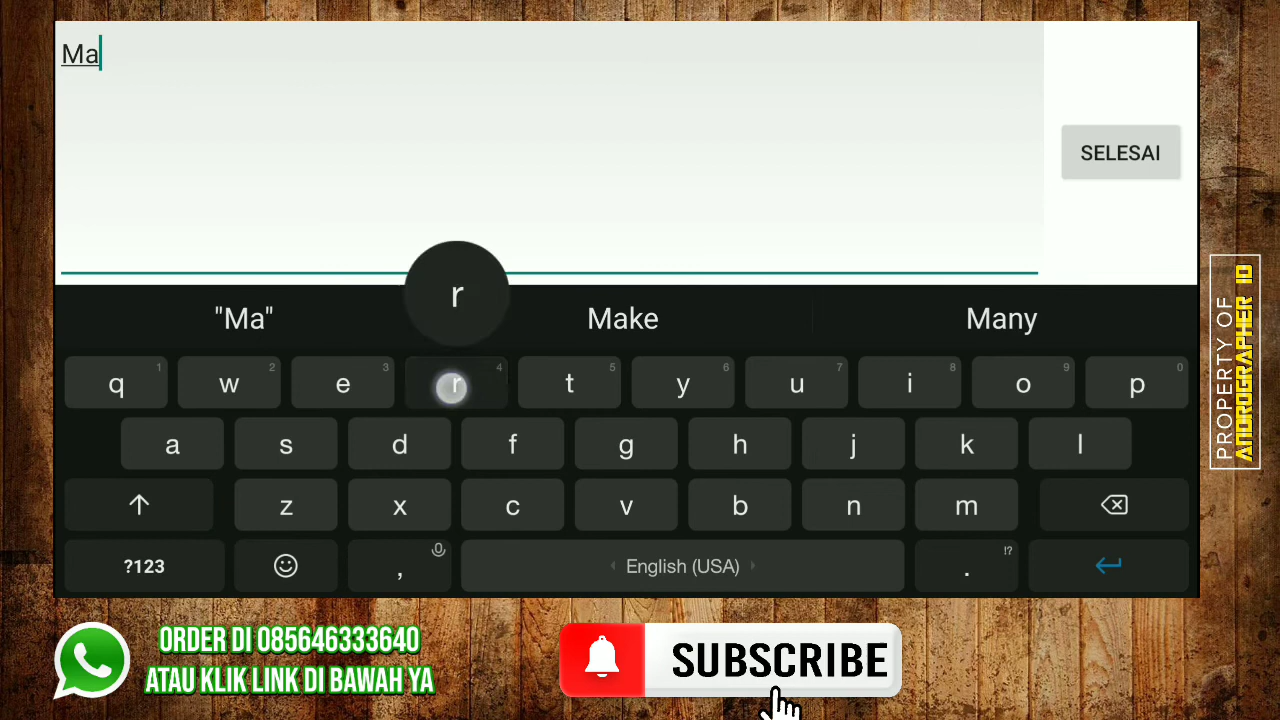 Ma
SELESAI
r
"Ma" Make Many
q 1 w 2 e 3 r 4 t 5 y 6 u 7 i 8 o 9 p 0
a s d f g h j k l
z x c v b n m
?123 , English (USA) . !?
PROPERTY OF
ANDROGRAPHER ID
ORDER DI 085646333640
ATAU KLIK LINK DI BAWAH YA
SUBSCRIBE